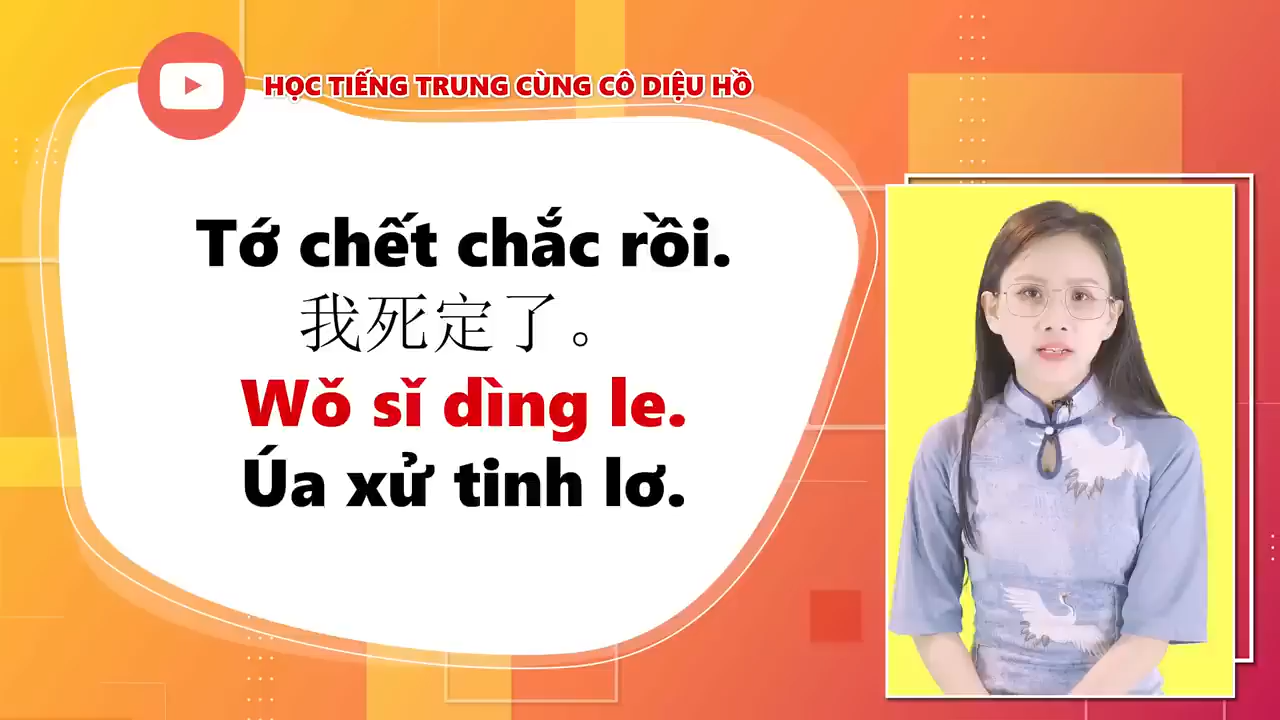 HỌC TIẾNG TRUNG CÙNG CÔ DIỆU HỒ
Tớ chết chắc rồi.
我死定了。
Wǒ sǐ dìng le.
Úa xử tinh lơ.